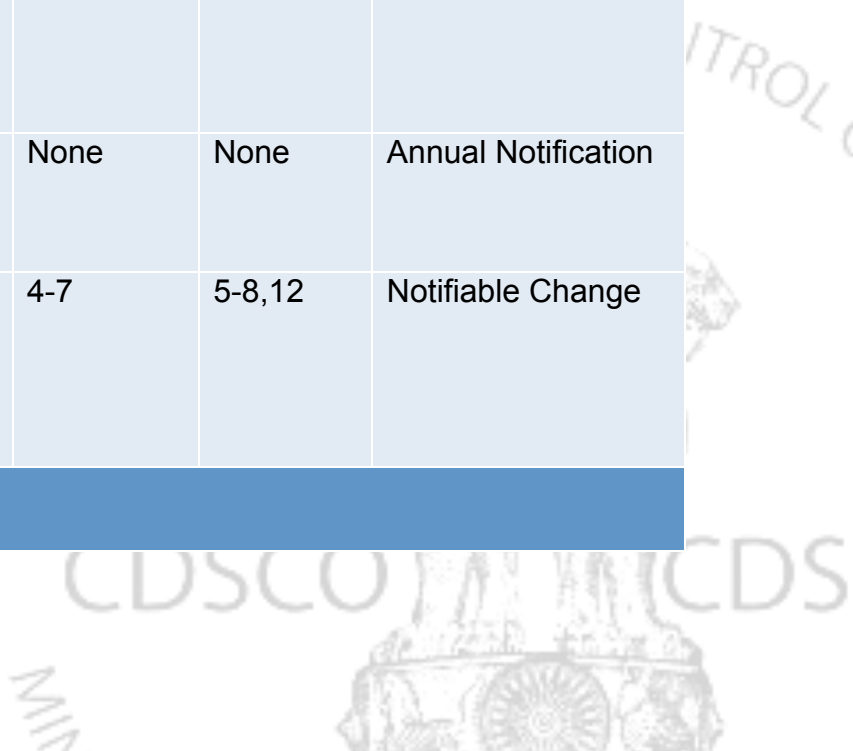 None None Annual Notification
4-7 5-8,12 Notifiable Change
CDSCO CDS